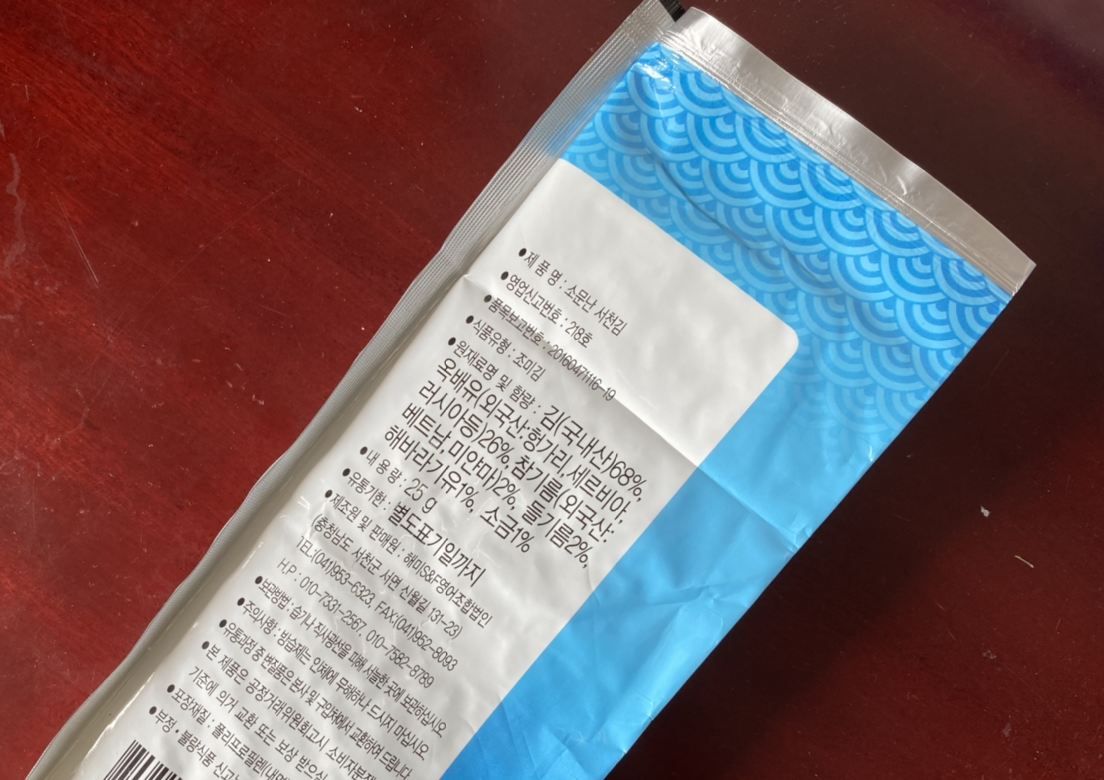 ●제 품 명 : 소문난 서천김
●영업신고번호 : 218호
●품목보고번호 : 2016047116-19
●식품유형 : 조미김
●원재료명 및 함량 : 김(국내산)68%,
옥배유(외국산:헝가리,세르비아,
러시아등)26%,참기름(외국산:
베트남,미얀마)2%, 들기름2%,
해바라기유1%, 소금1%
●내 용 량 : 25 g
●유통기한 : 별도표기일까지
●제조원 및 판매원 : 해미S&F영어조합법인
(충청남도 서천군 서면 신월길 131-23)
TEL:(041)953-6323, FAX:(041)952-8093
H.P : 010-7331-2567, 010-7582-8789
●보관방법 : 습기나 직사광선을 피해 서늘한 곳에 보관하십시오
●주의사항 : 방습제는 인체에 무해하나 드시지 마십시오
●유통과정 중 변질품은 본사 및 구입처에서 교환하여 드립니다
●본 제품은 공정거래위원회고시 소비자분쟁
기준에 의거 교환 또는 보상 받으실
●포장재질 : 폴리프로필렌(내면
●부정·불량식품 신고는